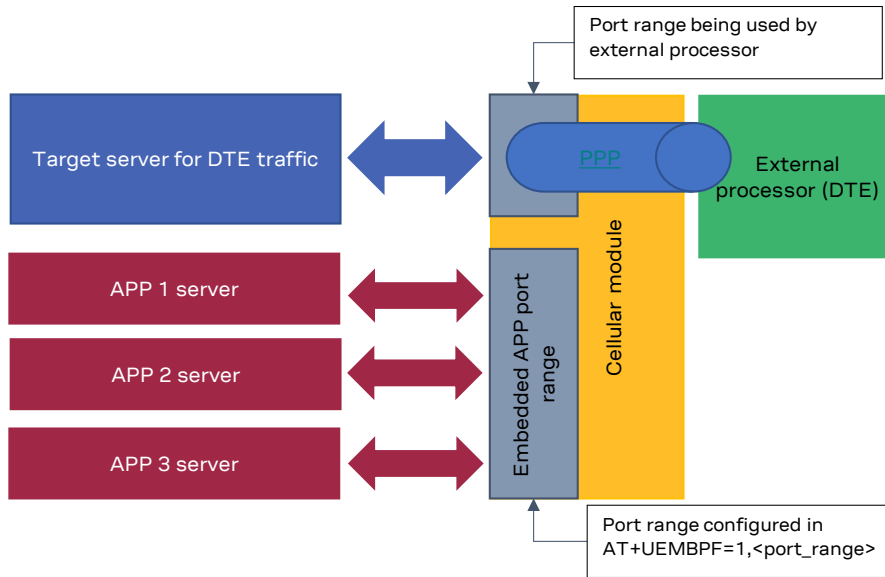 Port range being used by
external processor
Target server for DTE traffic
PPP
External
processor (DTE)
APP 1 server
APP 2 server
APP 3 server
Embedded APP port
range
Cellular module
Port range configured in
AT+UEMBPF=1,<port_range>